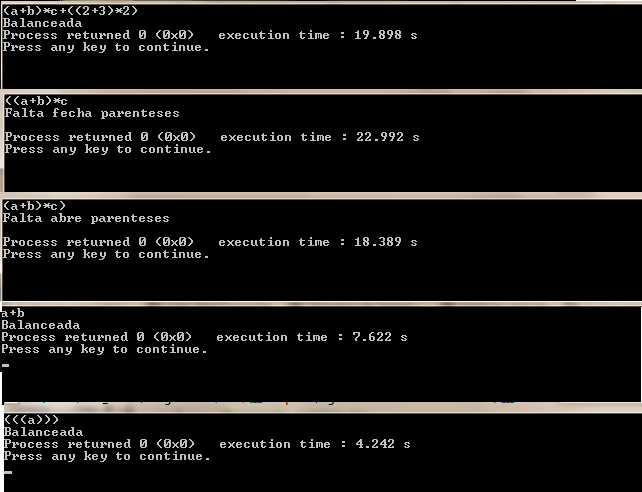 (a+b)*c+((2+3)*2)
Balanceada
Process returned 0 (0x0)   execution time : 19.898 s
Press any key to continue.
((a+b)*c
Falta fecha parenteses
Process returned 0 (0x0)   execution time : 22.992 s
Press any key to continue.
(a+b)*c)
Falta abre parenteses
Process returned 0 (0x0)   execution time : 18.389 s
Press any key to continue.
a+b
Balanceada
Process returned 0 (0x0)   execution time : 7.622 s
Press any key to continue.
(((a)))
Balanceada
Process returned 0 (0x0)   execution time : 4.242 s
Press any key to continue.